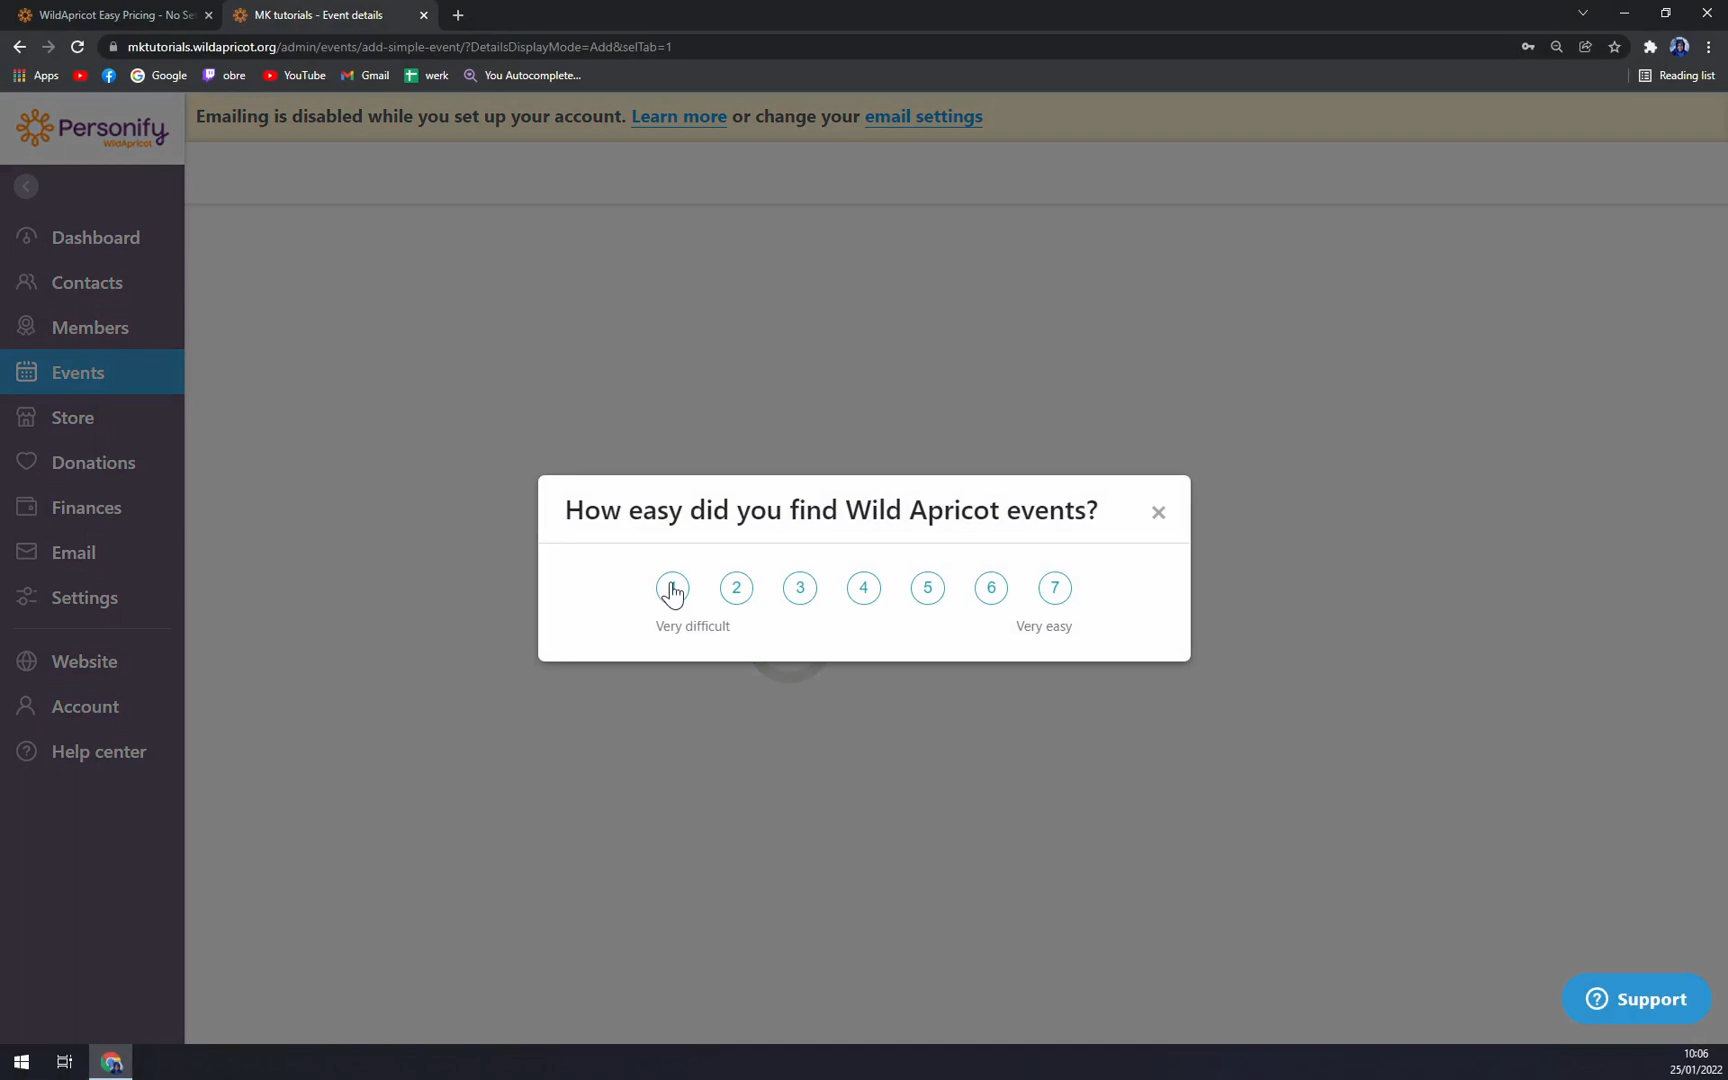 WildApricot Easy Pricing - No Se
MK tutorials - Event details
mktutorials.wildapricot.org/admin/events/add-simple-event/?DetailsDisplayMode=Add&selTab=1
Apps
Google
obre
YouTube
Gmail
werk
You Autocomplete...
Reading list
Personify
WildApricot
Emailing is disabled while you set up your account. Learn more or change your email settings
Dashboard
Contacts
Members
Events
Store
Donations
Finances
Email
Settings
Website
Account
Help center
How easy did you find Wild Apricot events?
2 3 4 5 6 7
Very difficult
Very easy
Support
10:06
25/01/2022